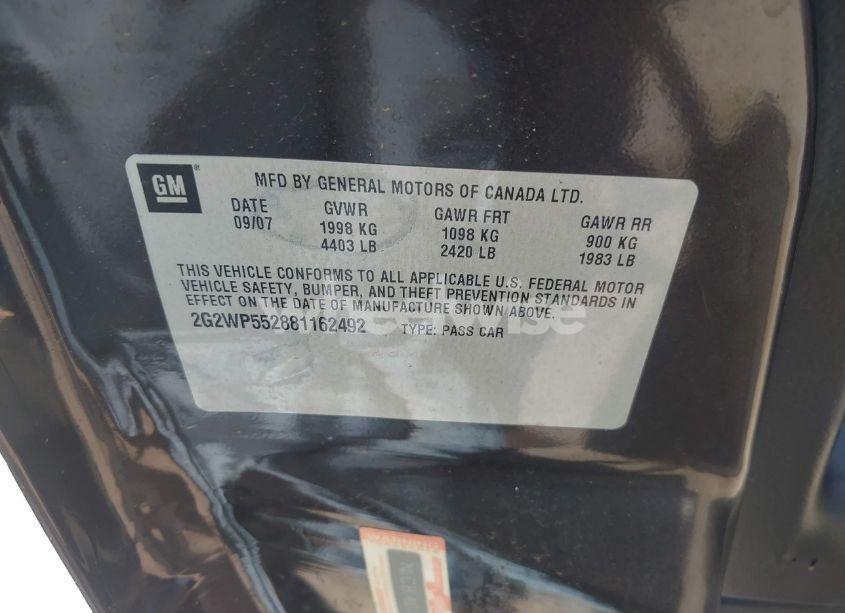 GM
MFD BY GENERAL MOTORS OF CANADA LTD.
DATE GVWR GAWR FRT GAWR RR
09/07 1998 KG 1098 KG 900 KG
4403 LB 2420 LB 1983 LB
THIS VEHICLE CONFORMS TO ALL APPLICABLE U.S. FEDERAL MOTOR
VEHICLE SAFETY, BUMPER, AND THEFT PREVENTION STANDARDS IN
EFFECT ON THE DATE OF MANUFACTURE SHOWN ABOVE.
2G2WP552881162492 TYPE: PASS CAR